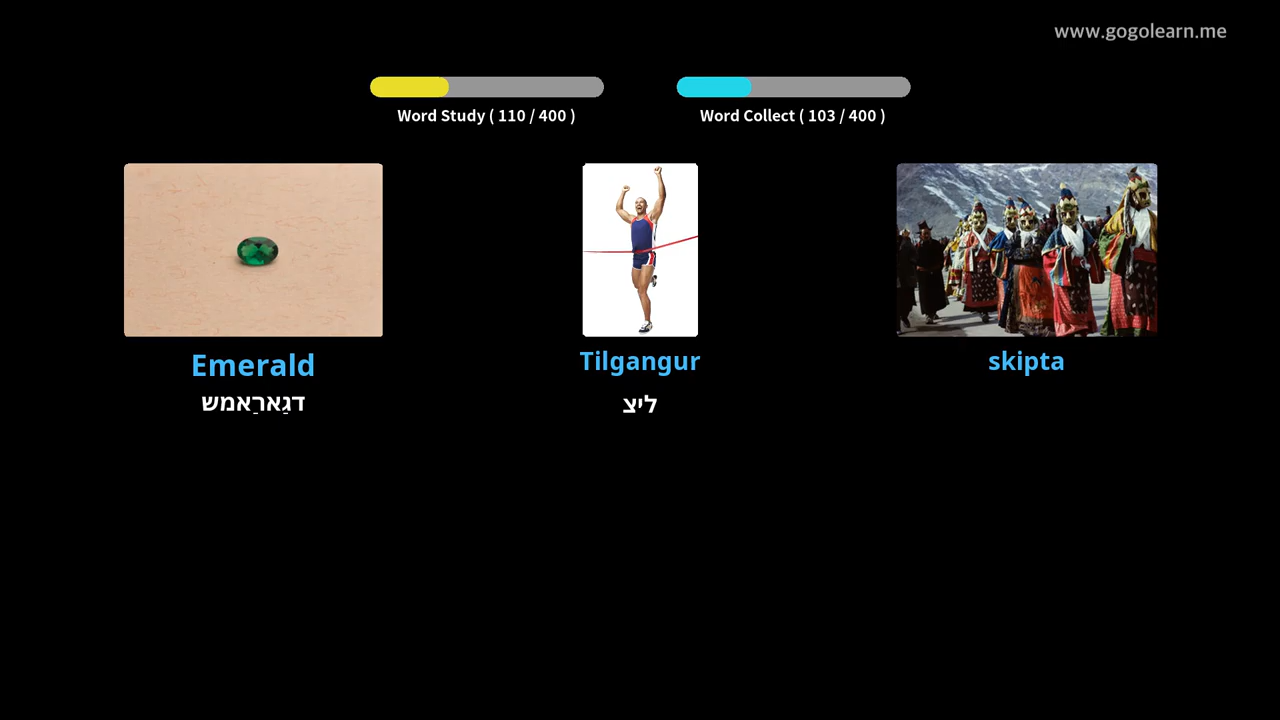 www.gogolearn.me
Word Study ( 110 / 400 )
Word Collect ( 103 / 400 )
Emerald
דגַארַאמש
Tilgangur
ליצ
skipta